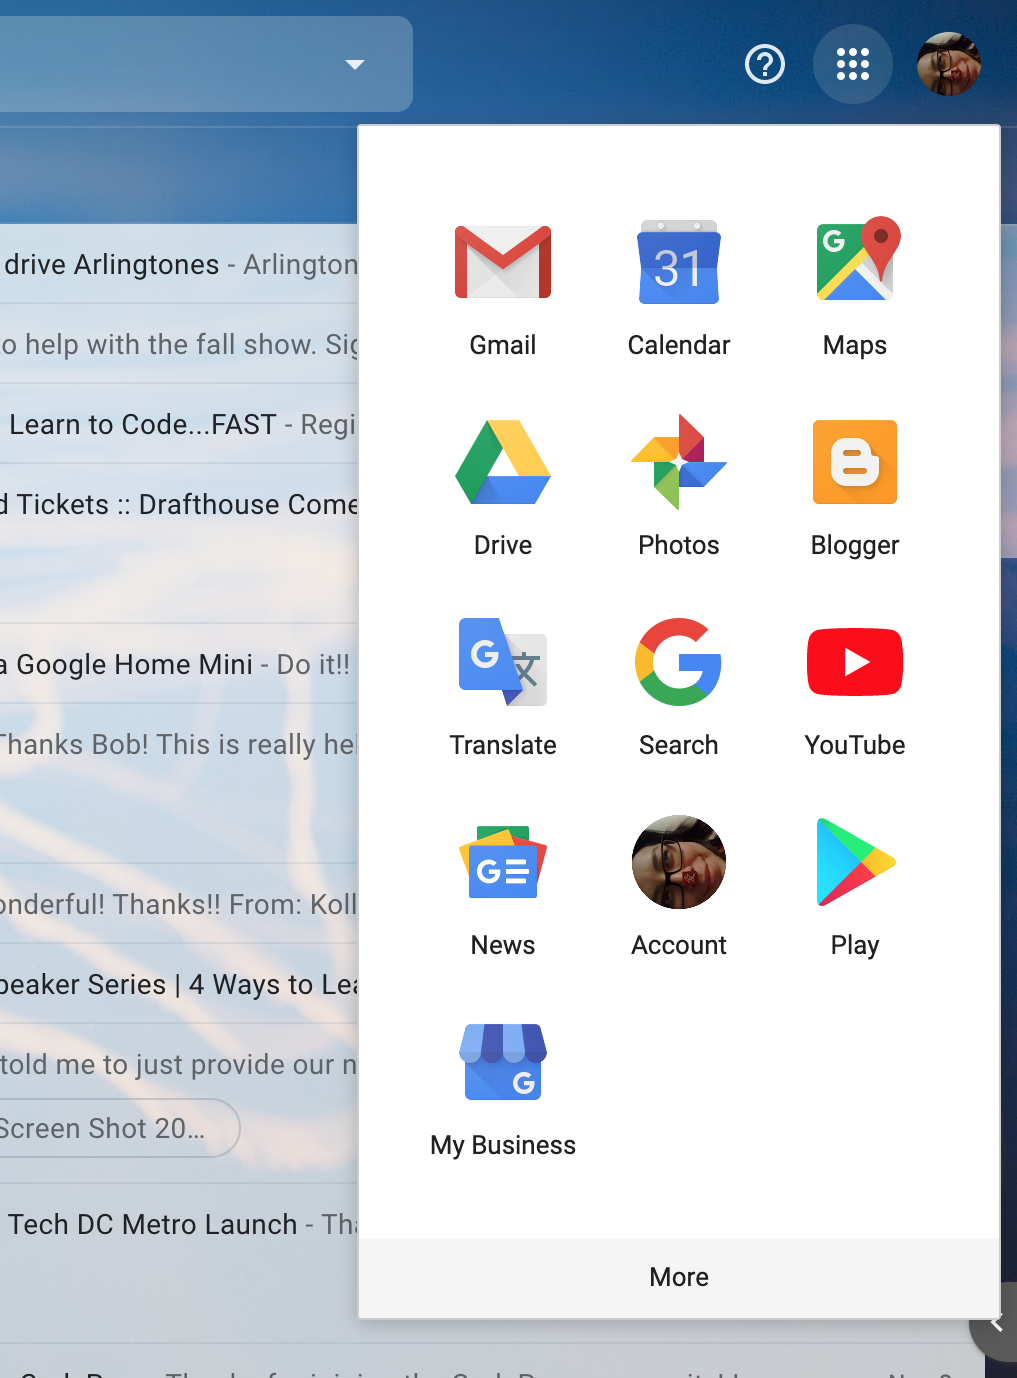 drive Arlingtones - Arlington
o help with the fall show. Sig
Learn to Code...FAST - Regi
d Tickets :: Drafthouse Come
a Google Home Mini - Do it!!
Thanks Bob! This is really hel
onderful! Thanks!! From: Koll
peaker Series | 4 Ways to Lea
told me to just provide our n
Screen Shot 20...
Tech DC Metro Launch - Tha
31
G
Gmail Calendar Maps
Drive Photos Blogger
G 文
G
Translate Search YouTube
G
News Account Play
G
My Business
More